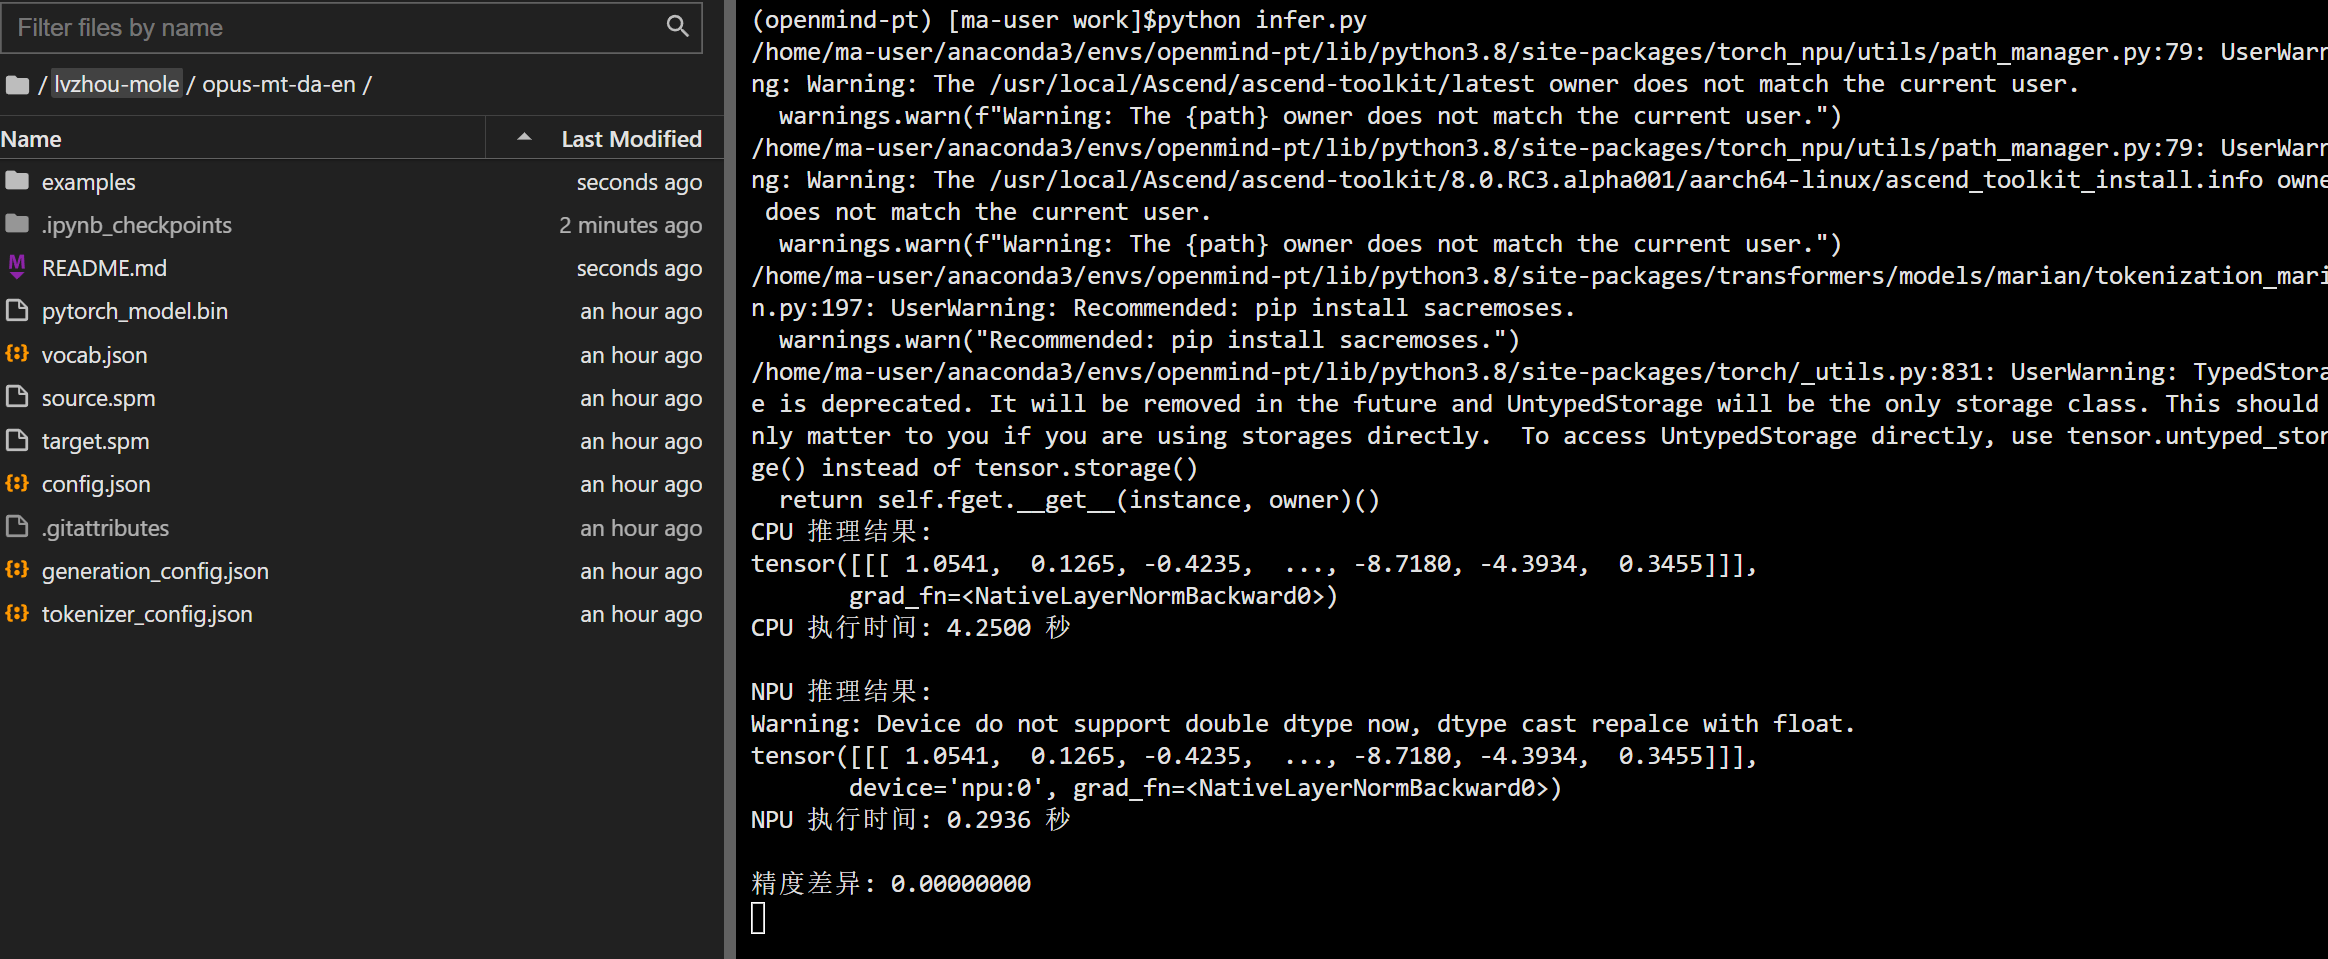 Filter files by name
/ lvzhou-mole / opus-mt-da-en /
Name Last Modified
examples seconds ago
.ipynb_checkpoints 2 minutes ago
README.md seconds ago
pytorch_model.bin an hour ago
vocab.json an hour ago
source.spm an hour ago
target.spm an hour ago
config.json an hour ago
.gitattributes an hour ago
generation_config.json an hour ago
tokenizer_config.json an hour ago
(openmind-pt) [ma-user work]$python infer.py
/home/ma-user/anaconda3/envs/openmind-pt/lib/python3.8/site-packages/torch_npu/utils/path_manager.py:79: UserWarn
ng: Warning: The /usr/local/Ascend/ascend-toolkit/latest owner does not match the current user.
  warnings.warn(f"Warning: The {path} owner does not match the current user.")
/home/ma-user/anaconda3/envs/openmind-pt/lib/python3.8/site-packages/torch_npu/utils/path_manager.py:79: UserWarn
ng: Warning: The /usr/local/Ascend/ascend-toolkit/8.0.RC3.alpha001/aarch64-linux/ascend_toolkit_install.info owne
 does not match the current user.
  warnings.warn(f"Warning: The {path} owner does not match the current user.")
/home/ma-user/anaconda3/envs/openmind-pt/lib/python3.8/site-packages/transformers/models/marian/tokenization_mari
n.py:197: UserWarning: Recommended: pip install sacremoses.
  warnings.warn("Recommended: pip install sacremoses.")
/home/ma-user/anaconda3/envs/openmind-pt/lib/python3.8/site-packages/torch/_utils.py:831: UserWarning: TypedStora
e is deprecated. It will be removed in the future and UntypedStorage will be the only storage class. This should
nly matter to you if you are using storages directly.  To access UntypedStorage directly, use tensor.untyped_stor
ge() instead of tensor.storage()
  return self.fget.__get__(instance, owner)()
CPU 推理结果:
tensor([[[ 1.0541,  0.1265, -0.4235,  ..., -8.7180, -4.3934,  0.3455]]],
       grad_fn=<NativeLayerNormBackward0>)
CPU 执行时间: 4.2500 秒
NPU 推理结果:
Warning: Device do not support double dtype now, dtype cast repalce with float.
tensor([[[ 1.0541,  0.1265, -0.4235,  ..., -8.7180, -4.3934,  0.3455]]],
       device='npu:0', grad_fn=<NativeLayerNormBackward0>)
NPU 执行时间: 0.2936 秒
精度差异: 0.00000000